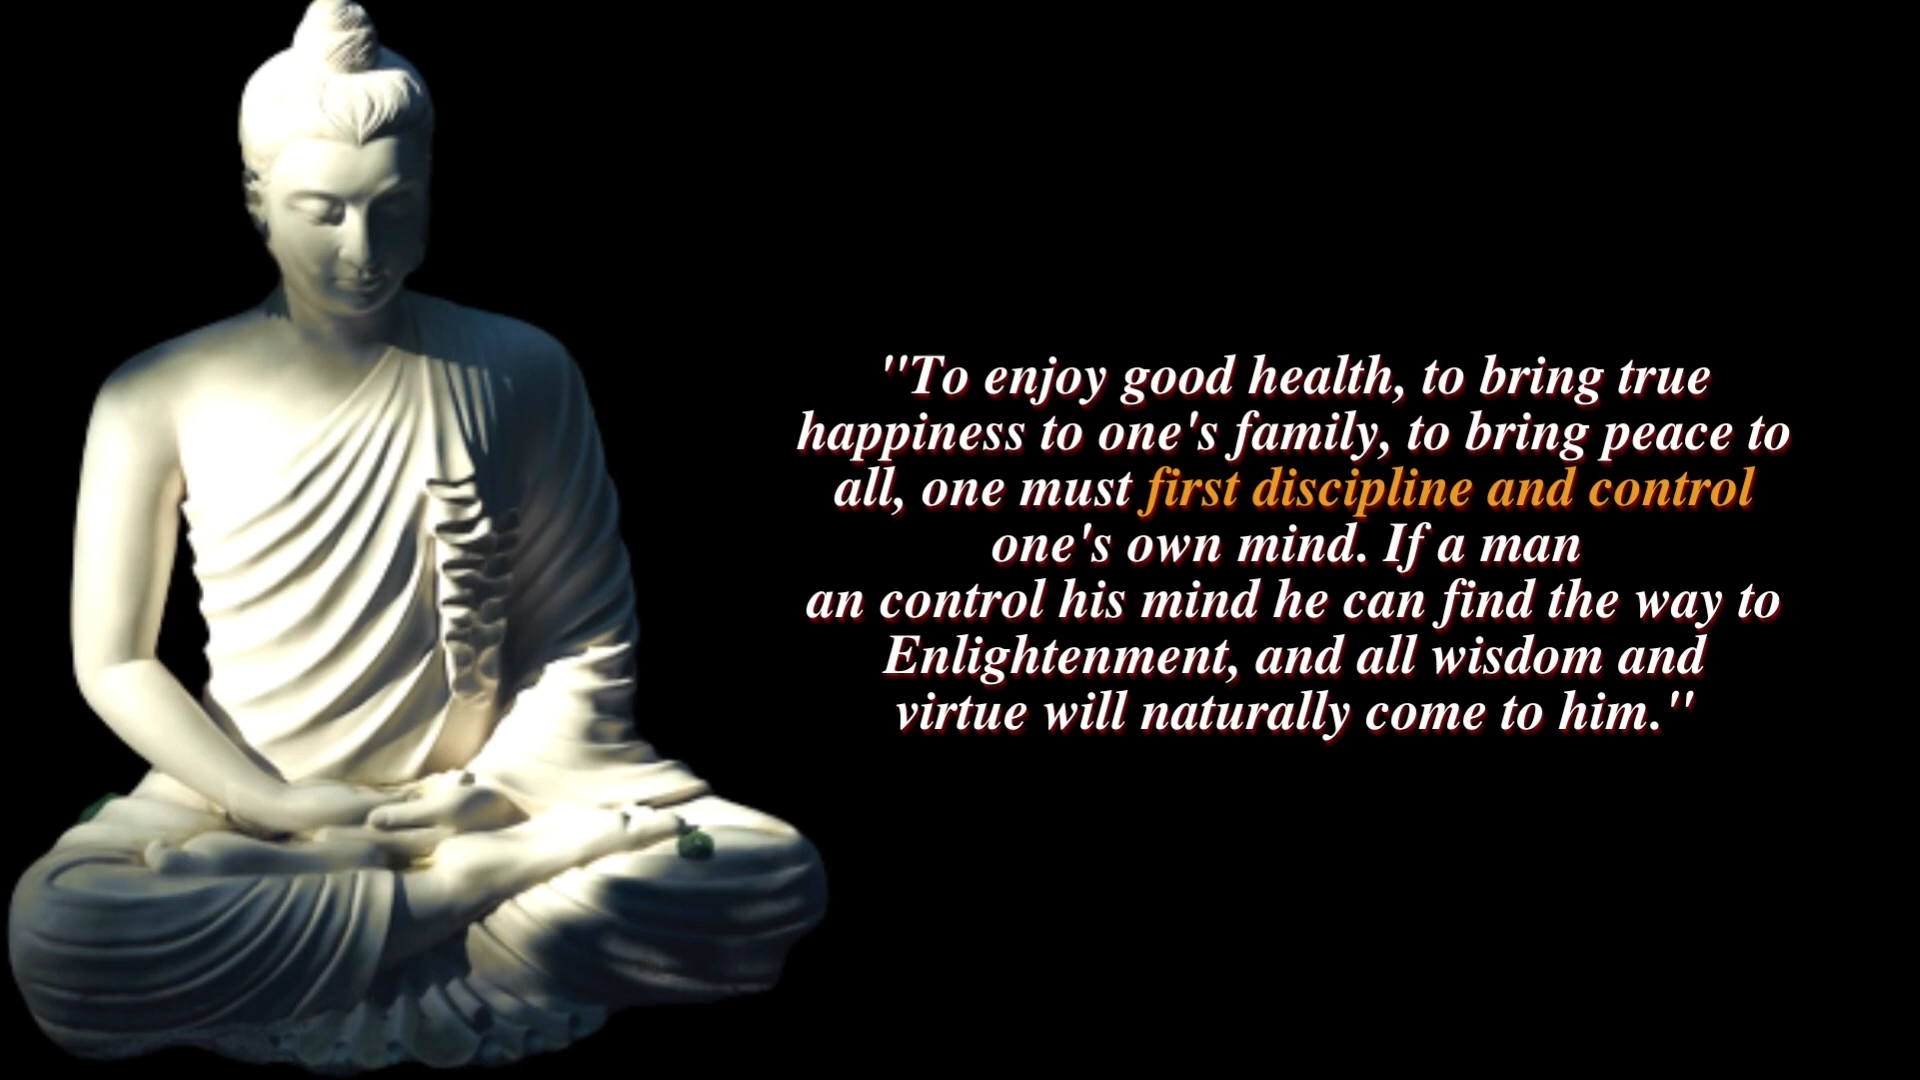 "To enjoy good health, to bring true
happiness to one's family, to bring peace to
all, one must first discipline and control
one's own mind. If a man
an control his mind he can find the way to
Enlightenment, and all wisdom and
virtue will naturally come to him."